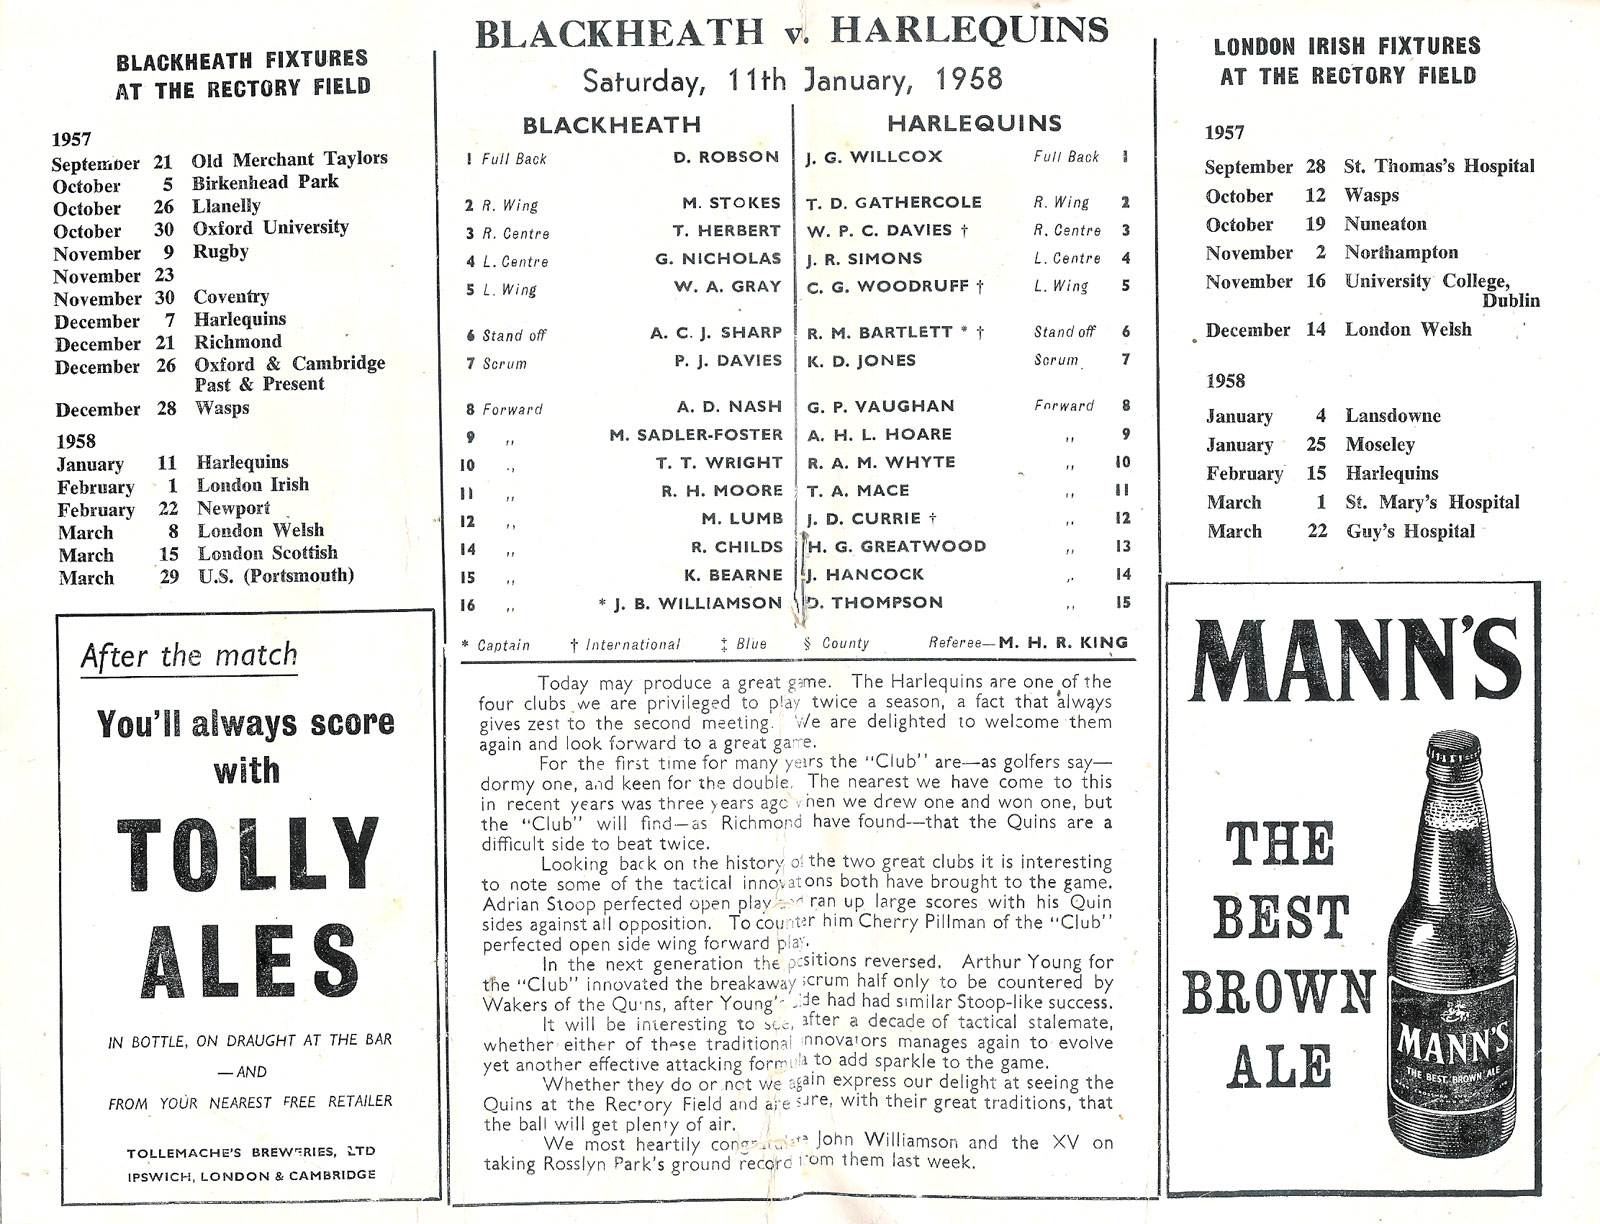 BLACKHEATH FIXTURES
AT THE RECTORY FIELD
1957
September 21 Old Merchant Taylors
October 5 Birkenhead Park
October 26 Llanelly
October 30 Oxford University
November 9 Rugby
November 23
November 30 Coventry
December 7 Harlequins
December 21 Richmond
December 26 Oxford & Cambridge
Past & Present
December 28 Wasps
1958
January 11 Harlequins
February 1 London Irish
February 22 Newport
March 8 London Welsh
March 15 London Scottish
March 29 U.S. (Portsmouth)
After the match
You'll always score
with
TOLLY
ALES
IN BOTTLE, ON DRAUGHT AT THE BAR
—AND
FROM YOUR NEAREST FREE RETAILER
TOLLEMACHE'S BREWERIES, LTD
IPSWICH, LONDON & CAMBRIDGE
BLACKHEATH v. HARLEQUINS
Saturday, 11th January, 1958
BLACKHEATH HARLEQUINS
1 Full Back D. ROBSON J. G. WILLCOX Full Back 1
2 R. Wing M. STOKES T. D. GATHERCOLE R. Wing 2
3 R. Centre T. HERBERT W. P. C. DAVIES † R. Centre 3
4 L. Centre G. NICHOLAS J. R. SIMONS L. Centre 4
5 L. Wing W. A. GRAY C. G. WOODRUFF † L. Wing 5
6 Stand off A. C. J. SHARP R. M. BARTLETT * † Stand off 6
7 Scrum P. J. DAVIES K. D. JONES Scrum 7
8 Forward A. D. NASH G. P. VAUGHAN Forward 8
9 ,, M. SADLER-FOSTER A. H. L. HOARE ,, 9
10 ,, T. T. WRIGHT R. A. M. WHYTE ,, 10
11 ,, R. H. MOORE T. A. MACE ,, 11
12 ,, M. LUMB J. D. CURRIE † ,, 12
14 ,, R. CHILDS H. G. GREATWOOD ,, 13
15 ,, K. BEARNE J. HANCOCK ,, 14
16 ,, * J. B. WILLIAMSON D. THOMPSON ,, 15
* Captain † International ‡ Blue § County Referee—M. H. R. KING
Today may produce a great game. The Harlequins are one of the
four clubs we are privileged to play twice a season, a fact that always
gives zest to the second meeting. We are delighted to welcome them
again and look forward to a great game.
For the first time for many years the "Club" are—as golfers say—
dormy one, and keen for the double. The nearest we have come to this
in recent years was three years ago when we drew one and won one, but
the "Club" will find—as Richmond have found—that the Quins are a
difficult side to beat twice.
Looking back on the history of the two great clubs it is interesting
to note some of the tactical innovatons both have brought to the game.
Adrian Stoop perfected open play and ran up large scores with his Quin
sides against all opposition. To counter him Cherry Pillman of the "Club"
perfected open side wing forward play.
In the next generation the positions reversed. Arthur Young for
the "Club" innovated the breakaway scrum half only to be countered by
Wakers of the Quins, after Young's side had had similar Stoop-like success.
It will be interesting to see, after a decade of tactical stalemate,
whether either of these traditional innovators manages again to evolve
yet another effective attacking formula to add sparkle to the game.
Whether they do or not we again express our delight at seeing the
Quins at the Rectory Field and are sure, with their great traditions, that
the ball will get plenty of air.
We most heartily congratulate John Williamson and the XV on
taking Rosslyn Park's ground record from them last week.
LONDON IRISH FIXTURES
AT THE RECTORY FIELD
1957
September 28 St. Thomas's Hospital
October 12 Wasps
October 19 Nuneaton
November 2 Northampton
November 16 University College,
Dublin
December 14 London Welsh
1958
January 4 Lansdowne
January 25 Moseley
February 15 Harlequins
March 1 St. Mary's Hospital
March 22 Guy's Hospital
MANN'S
THE
BEST
BROWN
ALE
MANN'S
THE BEST BROWN ALE